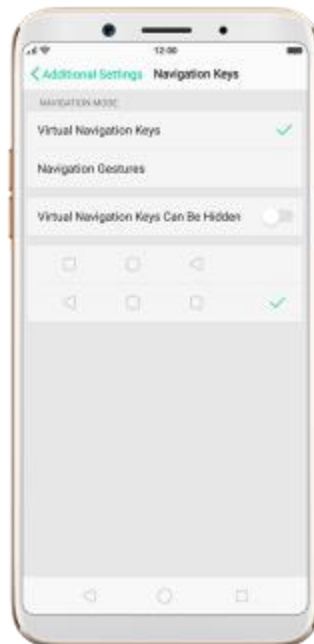 12:00
Additional Settings Navigation Keys
NAVIGATION MODE
Virtual Navigation Keys
Navigation Gestures
Virtual Navigation Keys Can Be Hidden